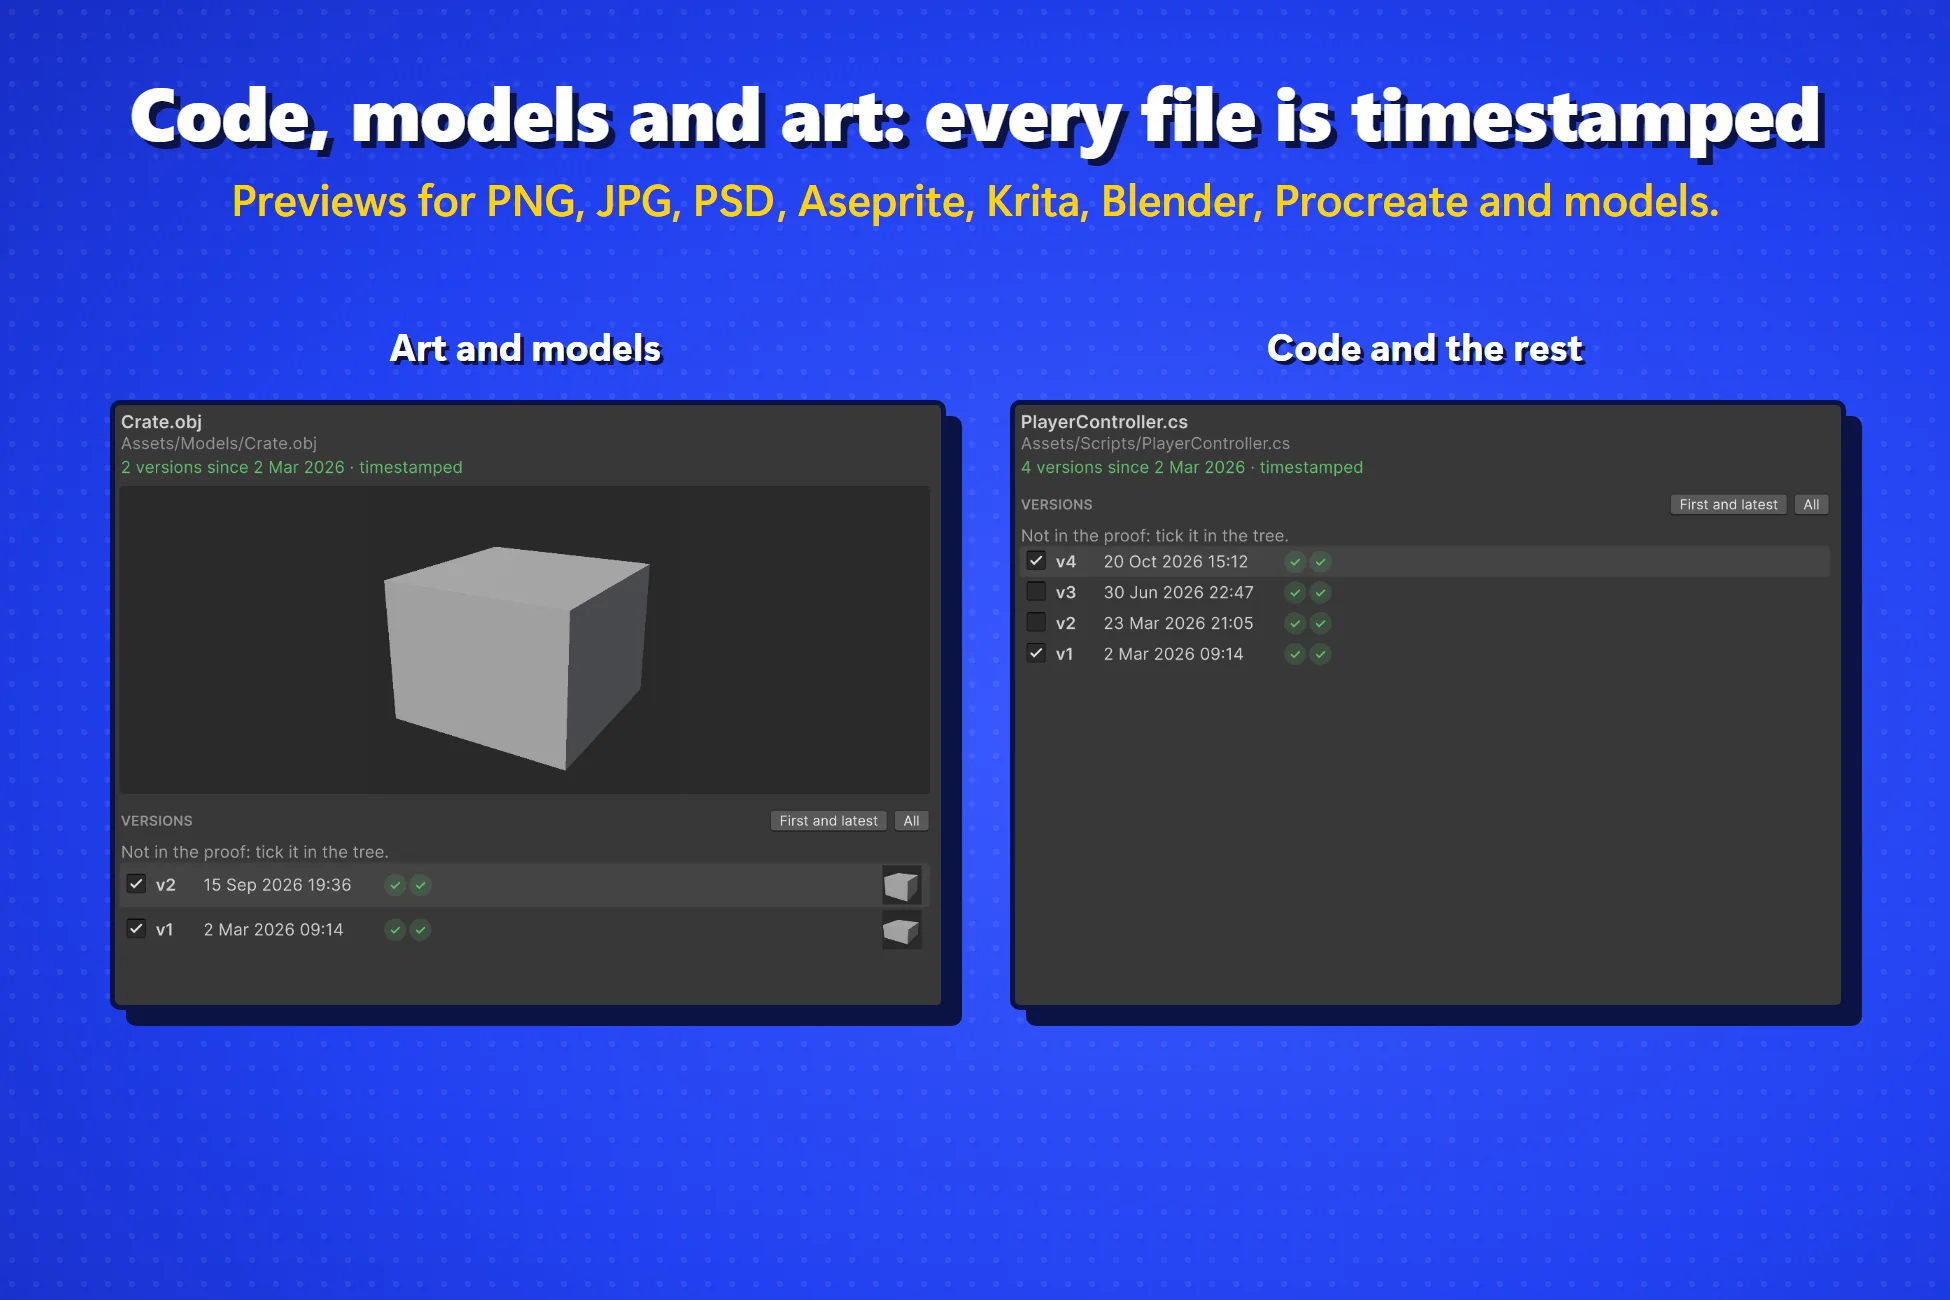 Code, models and art: every file is timestamped
Previews for PNG, JPG, PSD, Aseprite, Krita, Blender, Procreate and models.
Art and models
Crate.obj
Assets/Models/Crate.obj
2 versions since 2 Mar 2026 · timestamped
VERSIONS
First and latest
All
Not in the proof: tick it in the tree.
v2 15 Sep 2026 19:36
v1 2 Mar 2026 09:14
Code and the rest
PlayerController.cs
Assets/Scripts/PlayerController.cs
4 versions since 2 Mar 2026 · timestamped
VERSIONS
First and latest
All
Not in the proof: tick it in the tree.
v4 20 Oct 2026 15:12
v3 30 Jun 2026 22:47
v2 23 Mar 2026 21:05
v1 2 Mar 2026 09:14